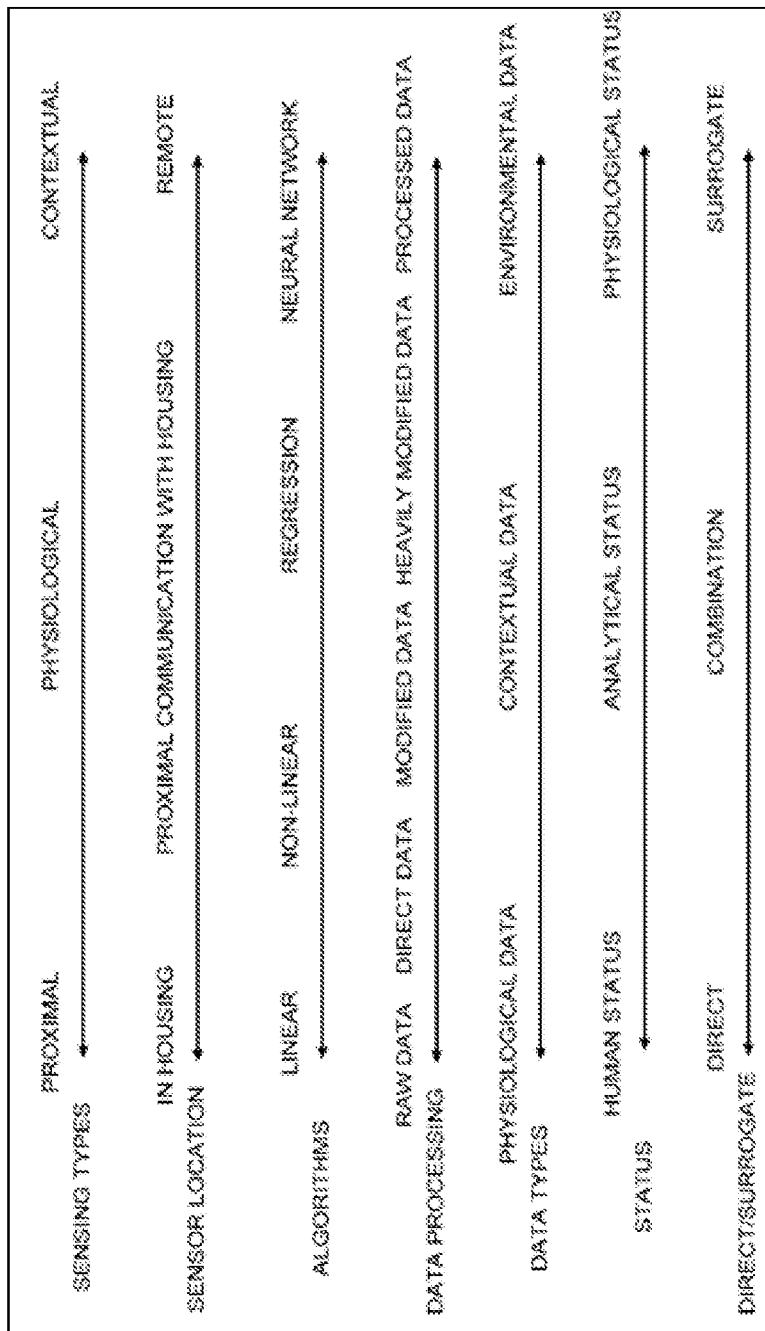 PROXIMAL PHYSIOLOGICAL CONTEXTUAL
SENSING TYPES
IN HOUSING PROXIMAL COMMUNICATION WITH HOUSING REMOTE
SENSOR LOCATION
LINEAR NON-LINEAR REGRESSION NEURAL NETWORK
ALGORITHMS
RAW DATA DIRECT DATA MODIFIED DATA HEAVILY MODIFIED DATA PROCESSED DATA
DATA PROCESSING
PHYSIOLOGICAL DATA CONTEXTUAL DATA ENVIRONMENTAL DATA
DATA TYPES
HUMAN STATUS ANALYTICAL STATUS PHYSIOLOGICAL STATUS
STATUS
DIRECT COMBINATION SURROGATE
DIRECT/SURROGATE